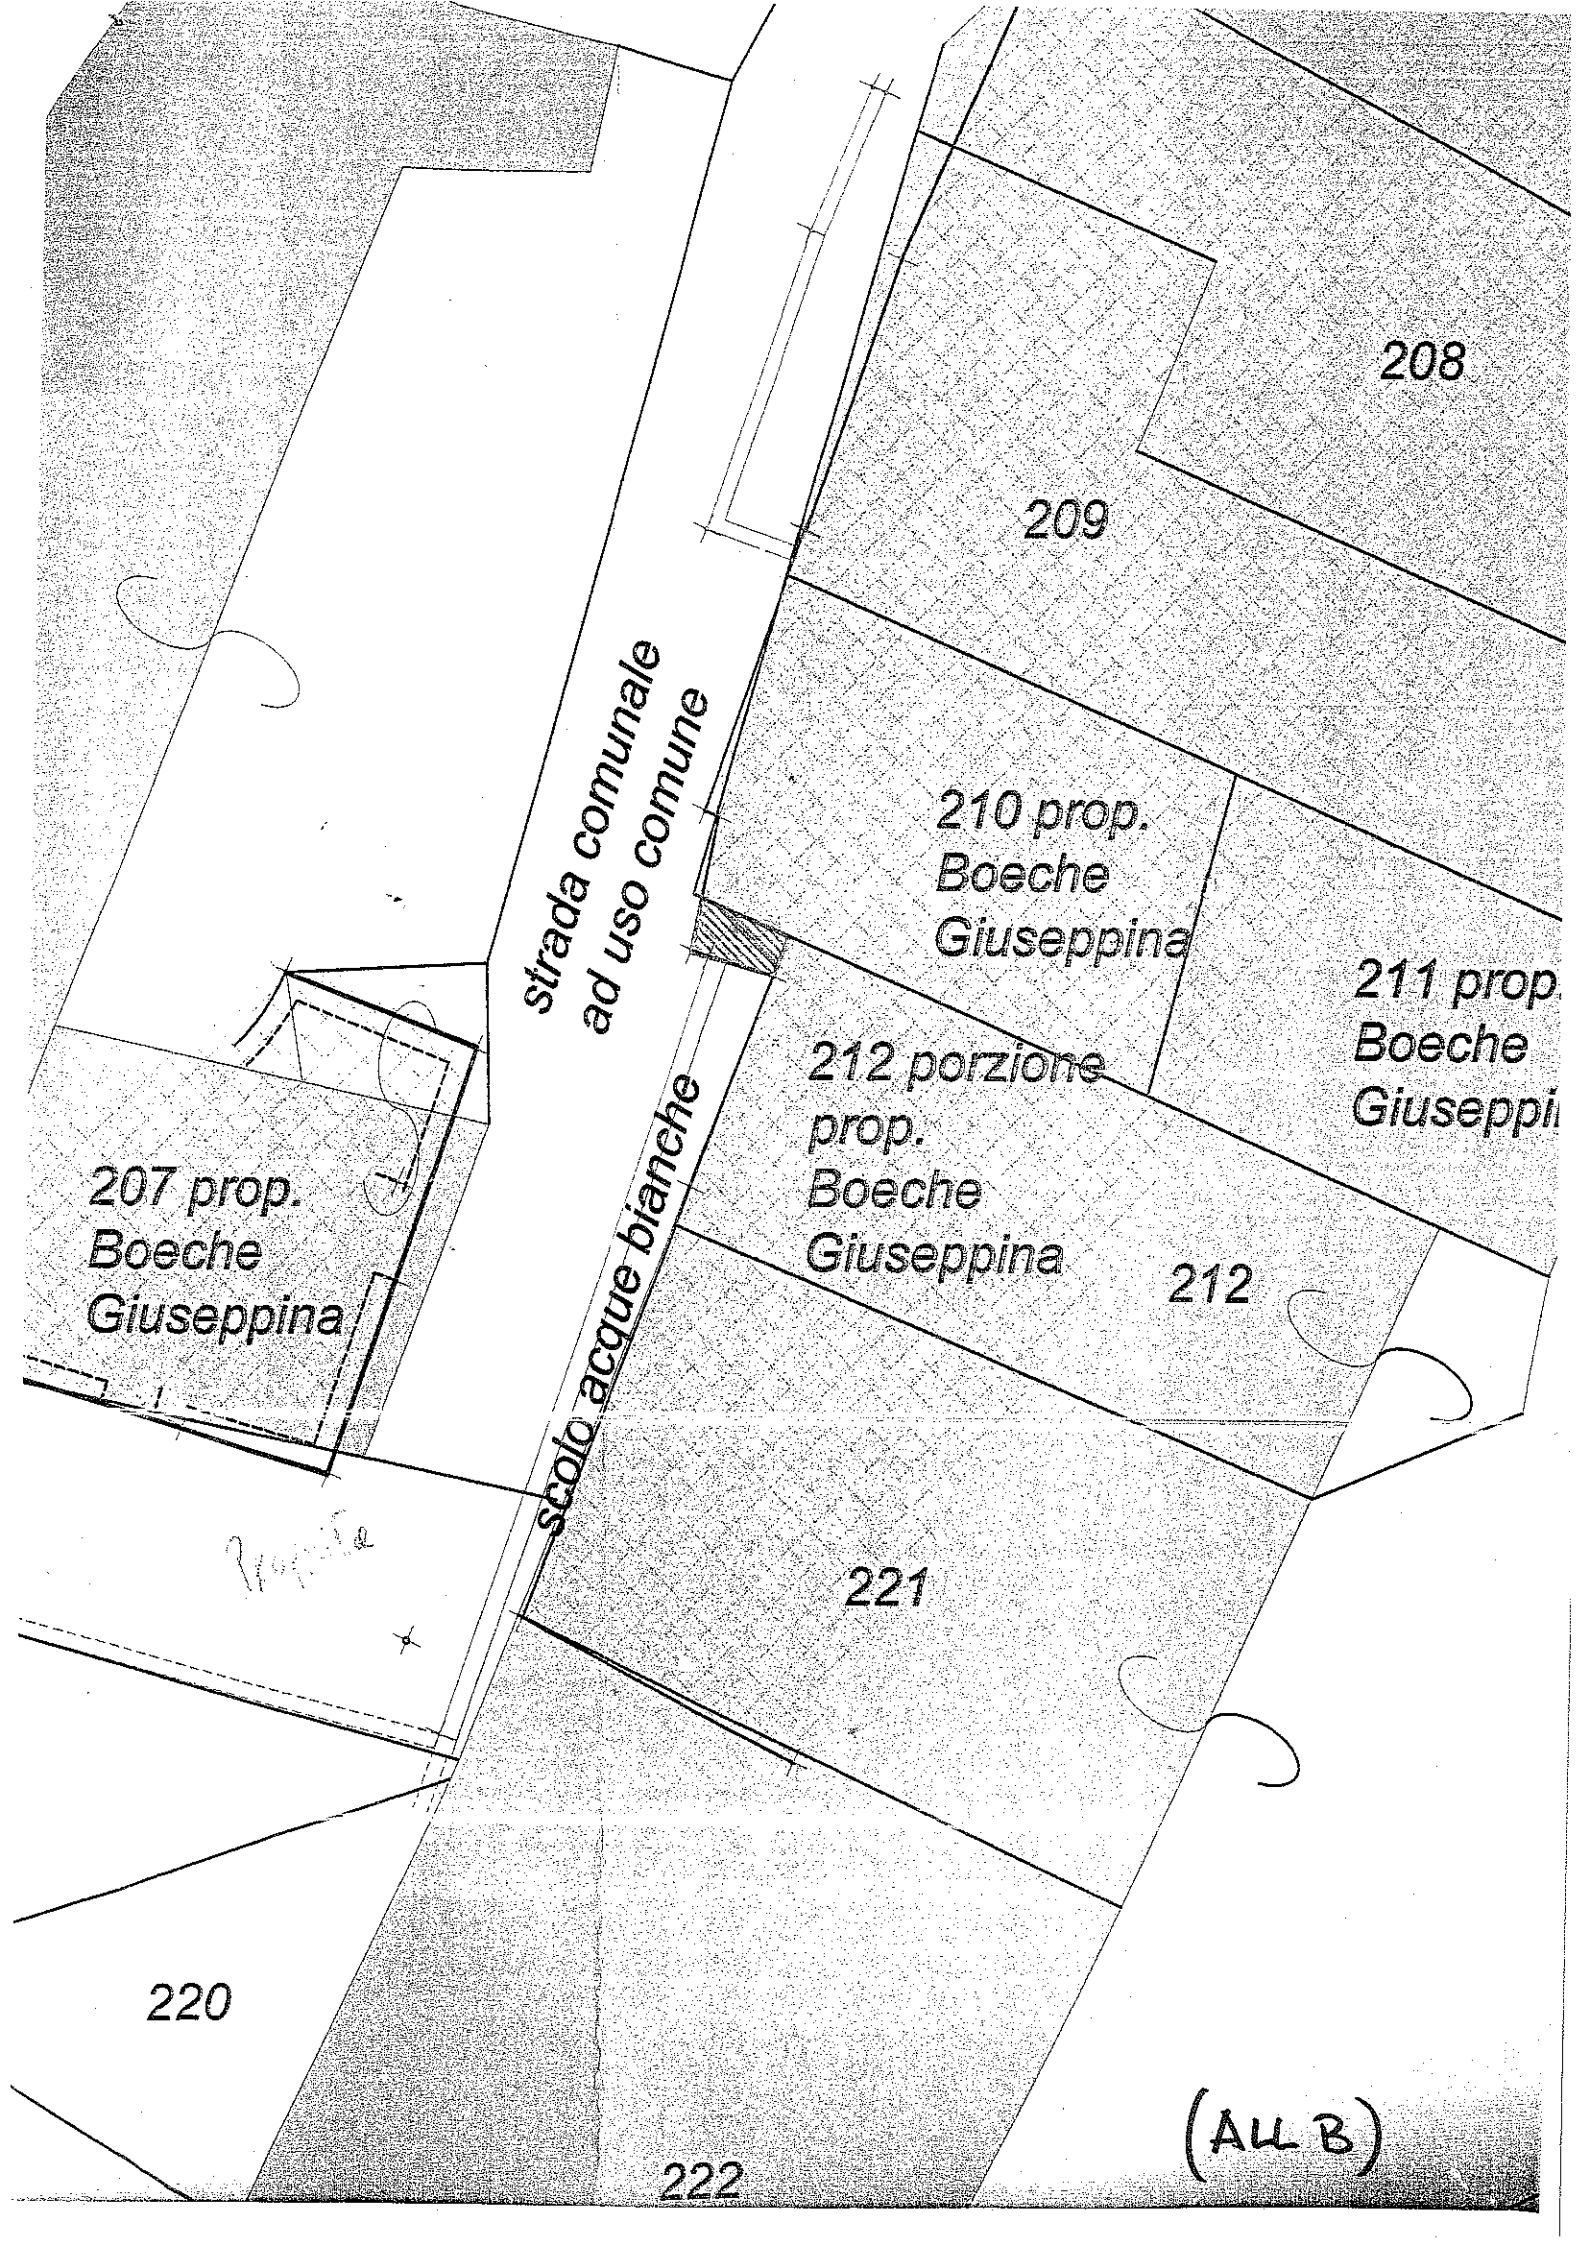 208
209
strada comunale
ad uso comune
210 prop.
Boeche
Giuseppina
211 prop.
Boeche
Giuseppi
212 porzione
prop.
Boeche
Giuseppina
212
207 prop.
Boeche
Giuseppina
scolo acque bianche
221
220
222
(ALL B)